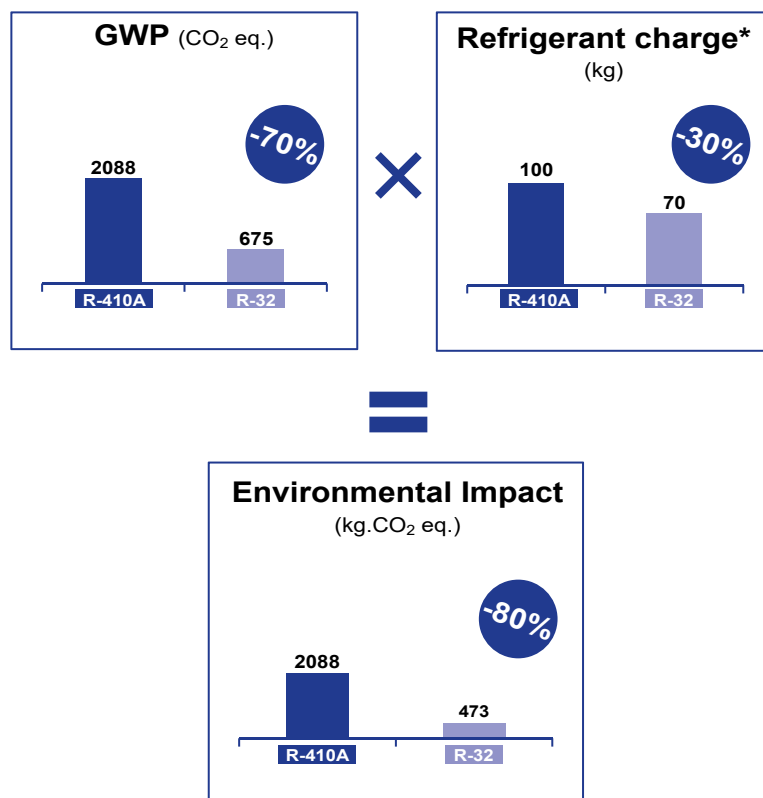 GWP (CO₂ eq.)
-70%
2088
675
R-410A
R-32
×
Refrigerant charge*
(kg)
-30%
100
70
R-410A
R-32
=
Environmental Impact
(kg.CO₂ eq.)
-80%
2088
473
R-410A
R-32